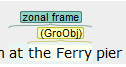 zonal frame
(GroObj)
n at the Ferry pier